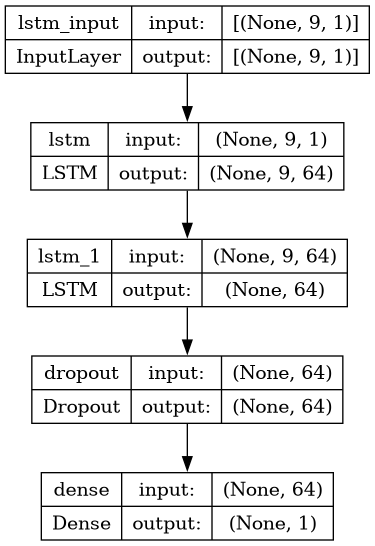 lstm_input input: [(None, 9, 1)]
InputLayer output: [(None, 9, 1)]
lstm input: (None, 9, 1)
LSTM output: (None, 9, 64)
lstm_1 input: (None, 9, 64)
LSTM output: (None, 64)
dropout input: (None, 64)
Dropout output: (None, 64)
dense input: (None, 64)
Dense output: (None, 1)